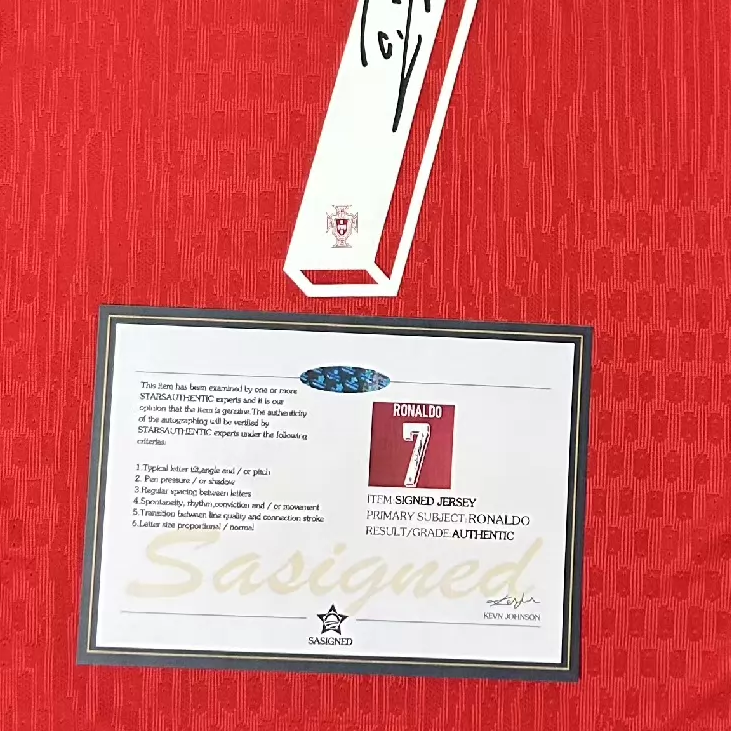 This item has been examined by one or more
STARSAUTHENTIC experts and it is our
opinion that the item is genuine.The authenticity
of the autographing will be verified by
STARSAUTHENTIC experts under the following
criteria:
1.Typical letter tilt,angle and / or pitch
2. Pen pressure / or shadow
3.Regular spacing between letters
4.Spontaneity, rhythm,conviction and / or movement
5.Transition between line quality and connection stroke
6.Letter size proportional / normal
RONALDO
7
ITEM:SIGNED JERSEY
PRIMARY SUBJECT:RONALDO
RESULT/GRADE:AUTHENTIC
Sasigned
KEVN JOHNSON
SASIGNED